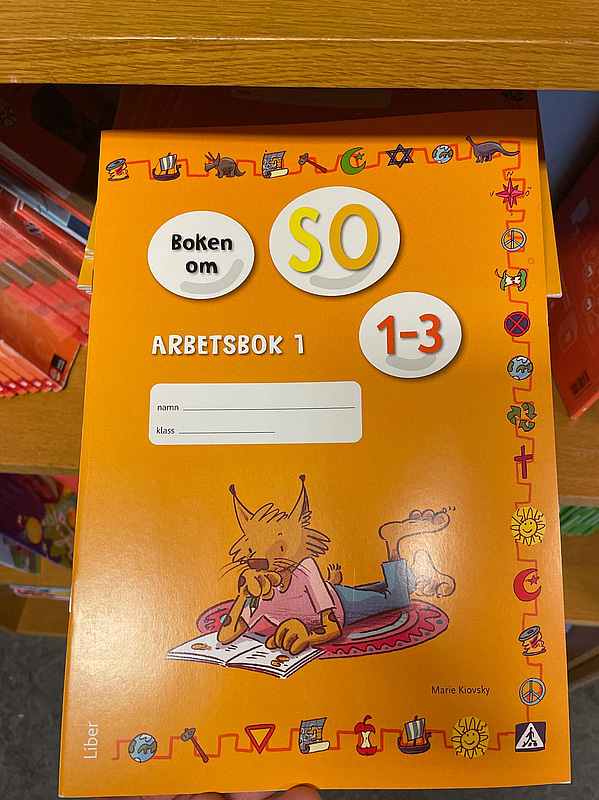 Boken
om
SO
1-3
ARBETSBOK 1
namn
klass
Marie Kiovsky
Liber